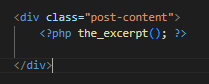 <div class="post-content">
<?php the_excerpt(); ?>
</div>